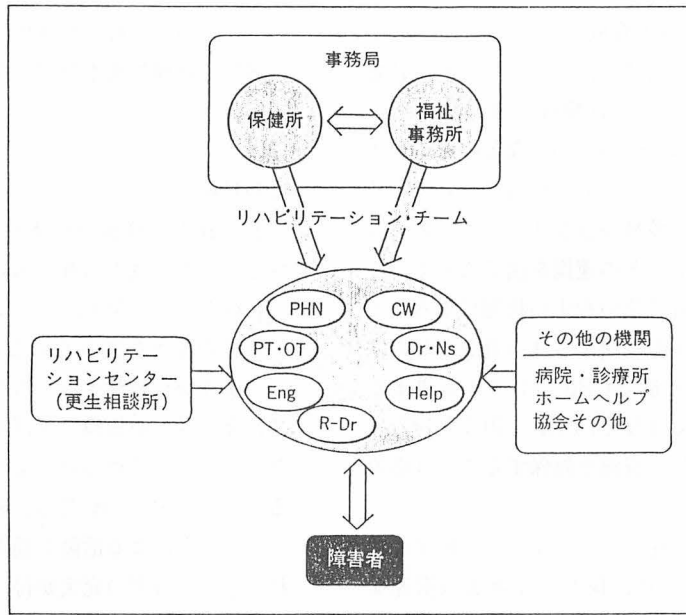 事務局
保健所
福祉
事務所
リハビリテーション・チーム
PHN
CW
PT・OT
Dr・Ns
Eng
Help
R-Dr
リハビリテー
ションセンター
(更生相談所)
その他の機関
病院・診療所
ホームヘルプ
協会その他
障害者